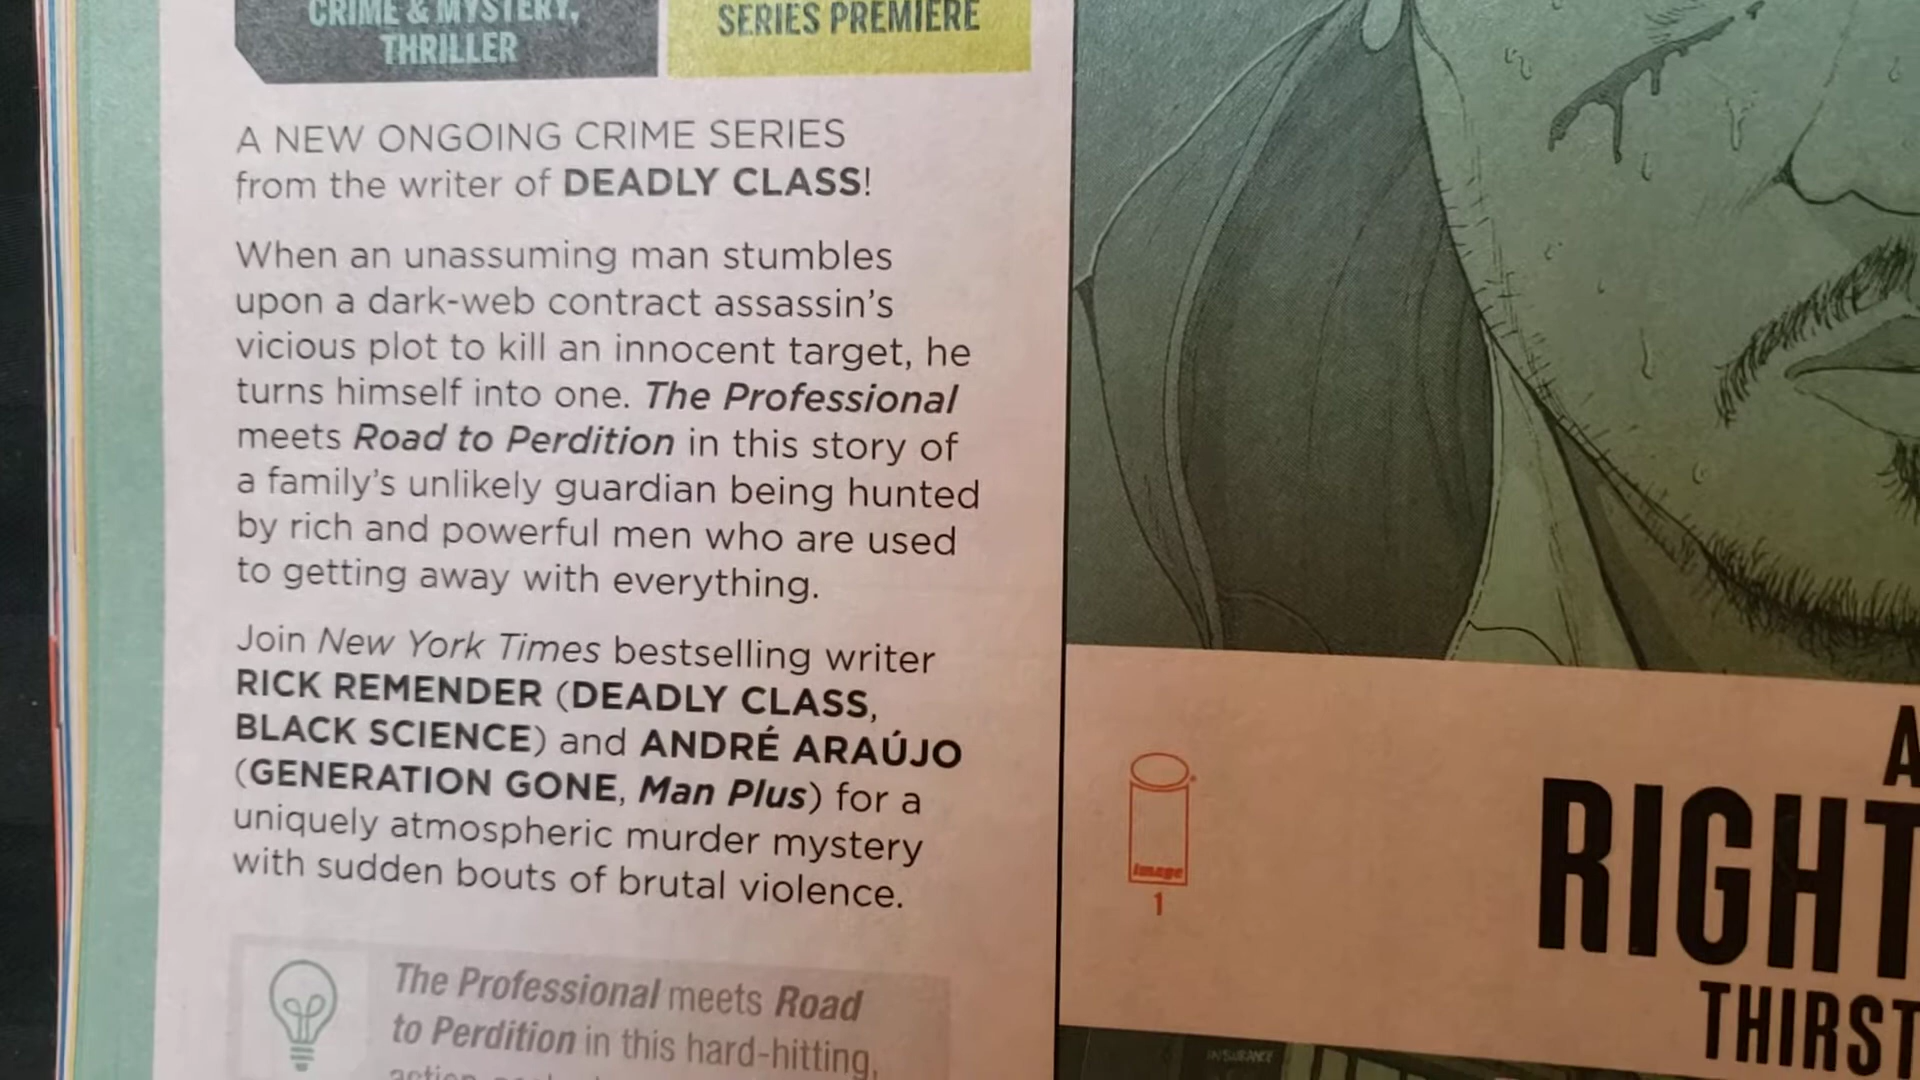 CRIME & MYSTERY,
THRILLER
SERIES PREMIERE
A NEW ONGOING CRIME SERIES
from the writer of DEADLY CLASS!
When an unassuming man stumbles
upon a dark-web contract assassin's
vicious plot to kill an innocent target, he
turns himself into one. The Professional
meets Road to Perdition in this story of
a family's unlikely guardian being hunted
by rich and powerful men who are used
to getting away with everything.
Join New York Times bestselling writer
RICK REMENDER (DEADLY CLASS,
BLACK SCIENCE) and ANDRÉ ARAÚJO
(GENERATION GONE, Man Plus) for a
uniquely atmospheric murder mystery
with sudden bouts of brutal violence.
The Professional meets Road
to Perdition in this hard-hitting,
image
1
A
RIGHT
THIRST
INSURANCE